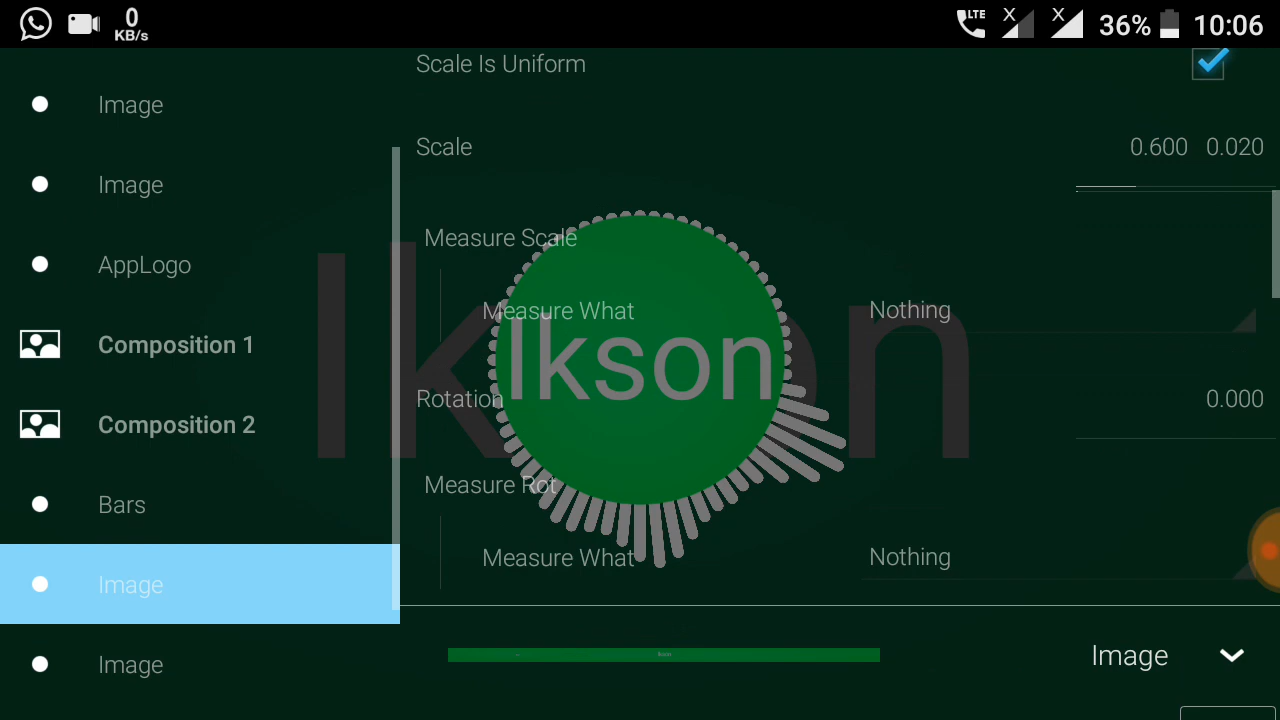 0
KB/s
LTE
X
X
36%
10:06
Image
Image
AppLogo
Composition 1
Composition 2
Bars
Image
Image
Scale Is Uniform
Scale
0.600 0.020
Measure Scale
Measure What
Nothing
Ikson
Ikson
Rotation
0.000
Measure Rot
Measure What
Nothing
Ikson
Image